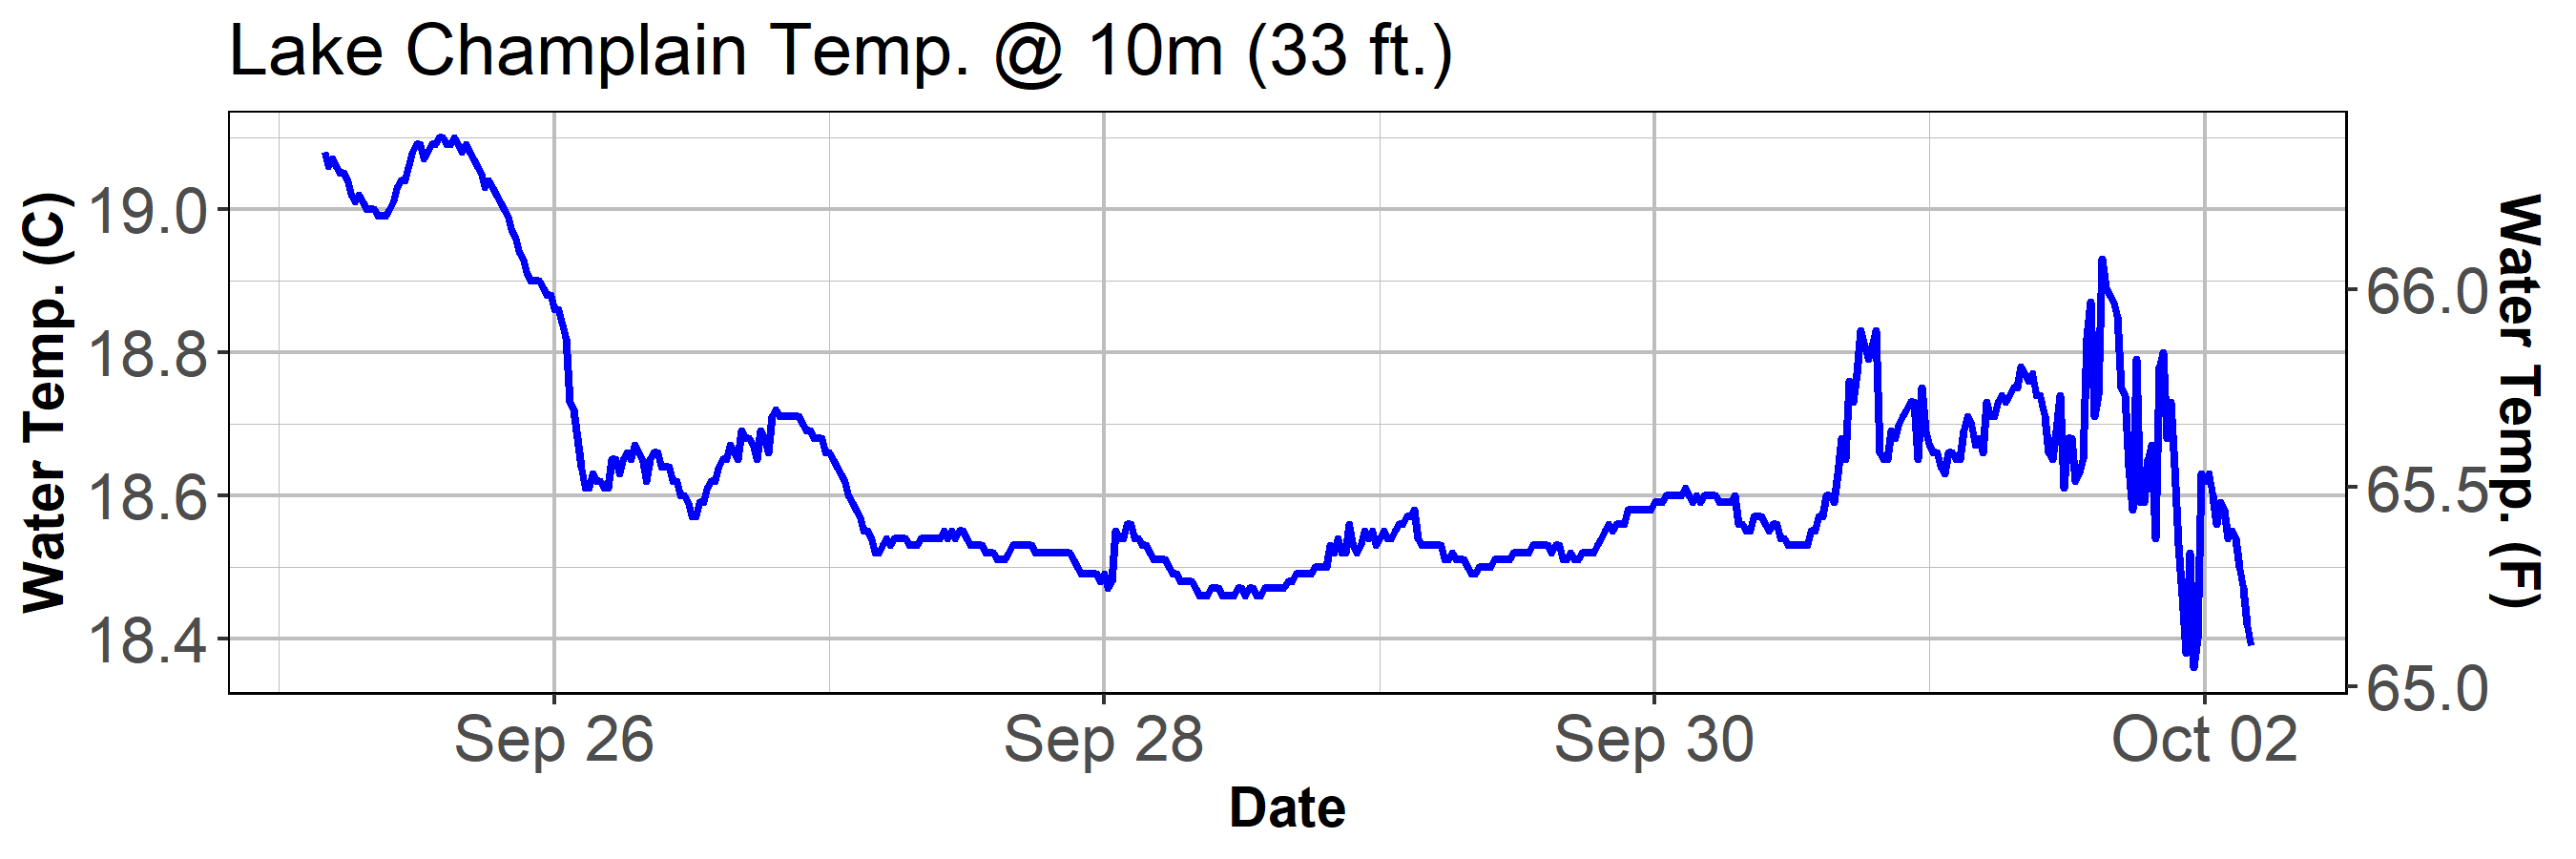 Lake Champlain Temp. @ 10m (33 ft.)
Water Temp. (C)
19.0
18.8
18.6
18.4
66.0
65.5
65.0
Water Temp. (F)
Sep 26 Sep 28 Sep 30 Oct 02
Date